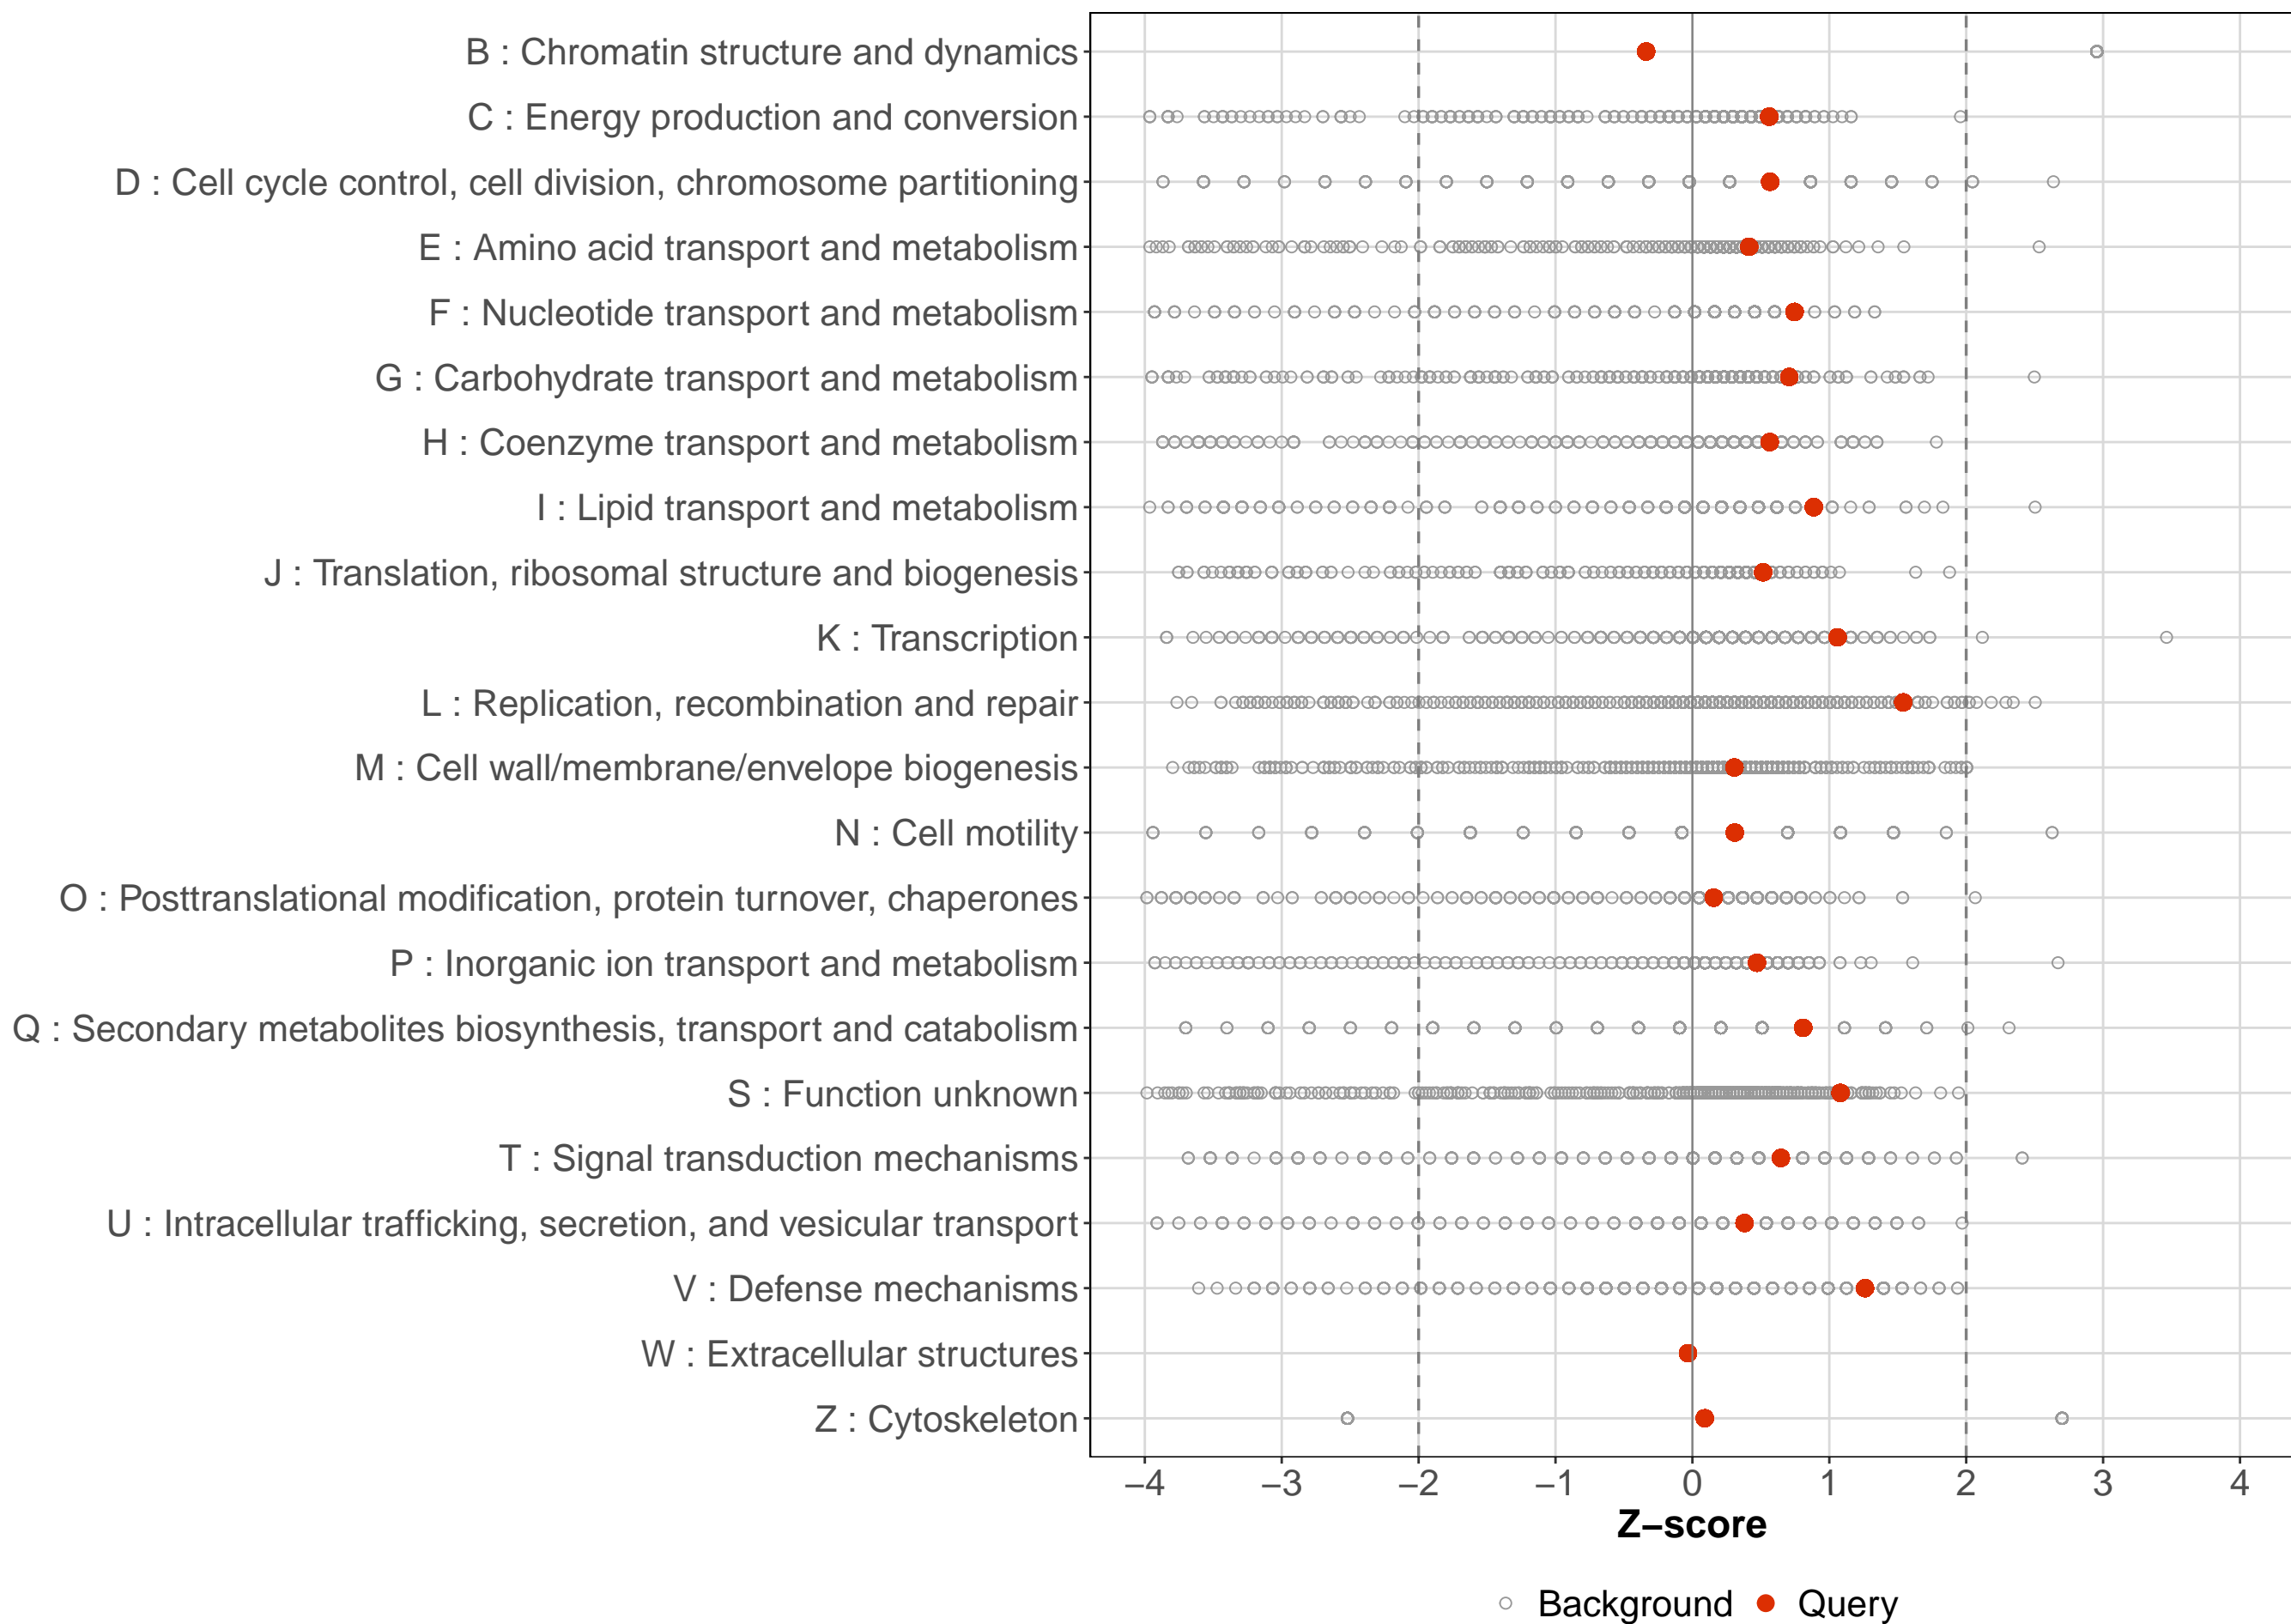 B : Chromatin structure and dynamics
C : Energy production and conversion
D : Cell cycle control, cell division, chromosome partitioning
E : Amino acid transport and metabolism
F : Nucleotide transport and metabolism
G : Carbohydrate transport and metabolism
H : Coenzyme transport and metabolism
I : Lipid transport and metabolism
J : Translation, ribosomal structure and biogenesis
K : Transcription
L : Replication, recombination and repair
M : Cell wall/membrane/envelope biogenesis
N : Cell motility
O : Posttranslational modification, protein turnover, chaperones
P : Inorganic ion transport and metabolism
Q : Secondary metabolites biosynthesis, transport and catabolism
S : Function unknown
T : Signal transduction mechanisms
U : Intracellular trafficking, secretion, and vesicular transport
V : Defense mechanisms
W : Extracellular structures
Z : Cytoskeleton
−4 −3 −2 −1 0 1 2 3 4
Z−score
Background Query